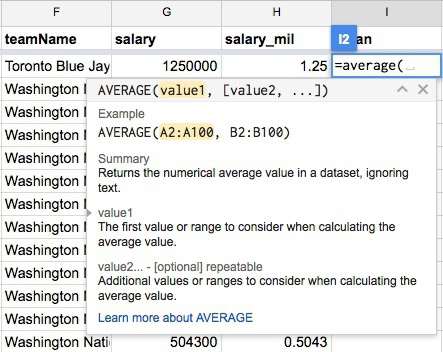 F G H I
teamName salary salary_mil I2 an
Toronto Blue Jay 1250000 1.25 =average(
Washington N AVERAGE(value1, [value2, ...])
Washington N Example
Washington N AVERAGE(A2:A100, B2:B100)
Washington N Summary
Washington N Returns the numerical average value in a dataset, ignoring
Washington N text.
Washington N value1
Washington N The first value or range to consider when calculating the
Washington N average value.
Washington N value2... - [optional] repeatable
Washington N Additional values or ranges to consider when calculating the
Washington N average value.
Washington N Learn more about AVERAGE
Washington Nati 504300 0.5043